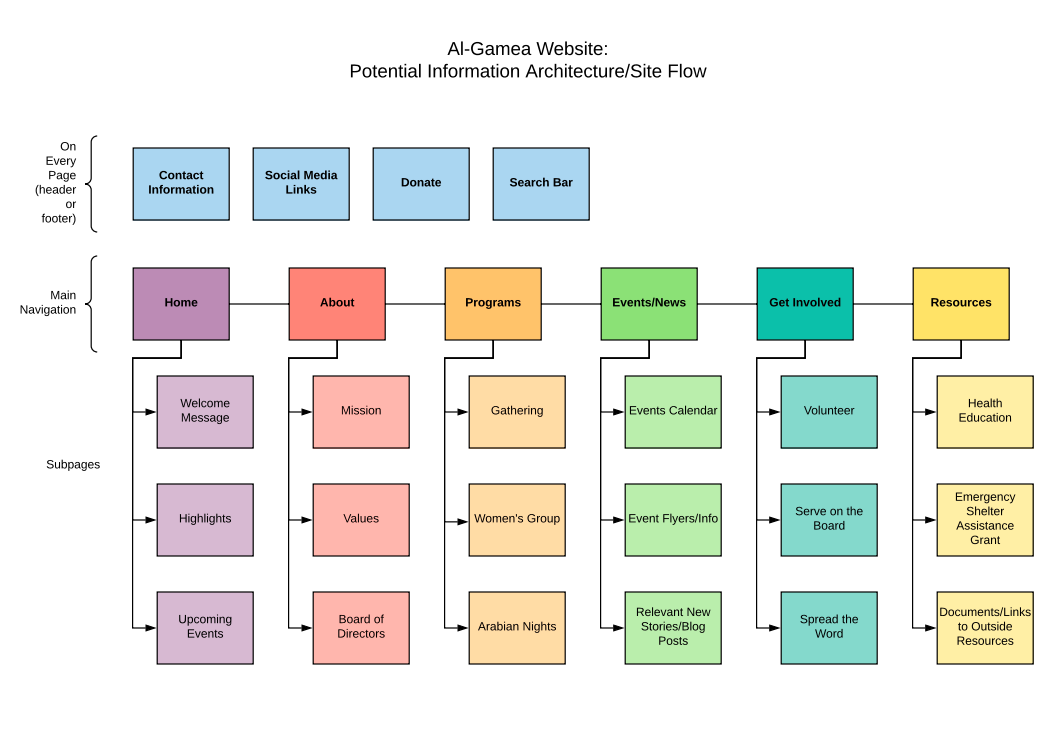 Al-Gamea Website:
Potential Information Architecture/Site Flow
On
Every
Page
(header
or
footer)
Contact
Information
Social Media
Links
Donate
Search Bar
Main
Navigation
Home
About
Programs
Events/News
Get Involved
Resources
Subpages
Welcome
Message
Mission
Gathering
Events Calendar
Volunteer
Health
Education
Highlights
Values
Women's Group
Event Flyers/Info
Serve on the
Board
Emergency
Shelter
Assistance
Grant
Upcoming
Events
Board of
Directors
Arabian Nights
Relevant New
Stories/Blog
Posts
Spread the
Word
Documents/Links
to Outside
Resources